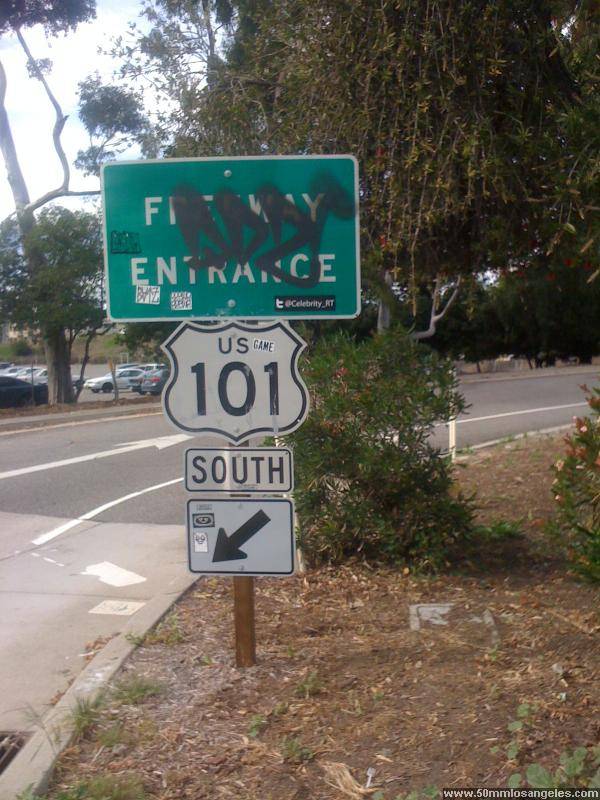 FREEWAY
ENTRANCE
@Celebrity_RT
US
GAME
101
SOUTH
www.50mmlosangeles.com